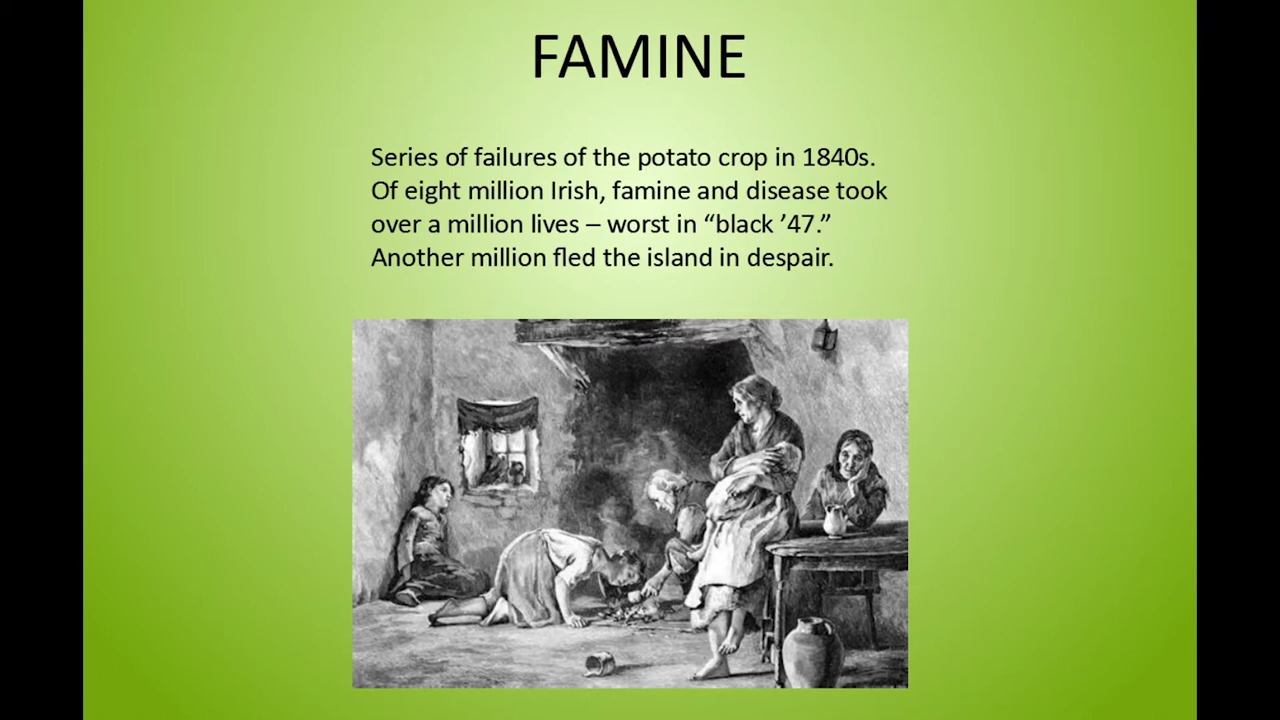 FAMINE
Series of failures of the potato crop in 1840s.
Of eight million Irish, famine and disease took
over a million lives – worst in “black ’47.”
Another million fled the island in despair.